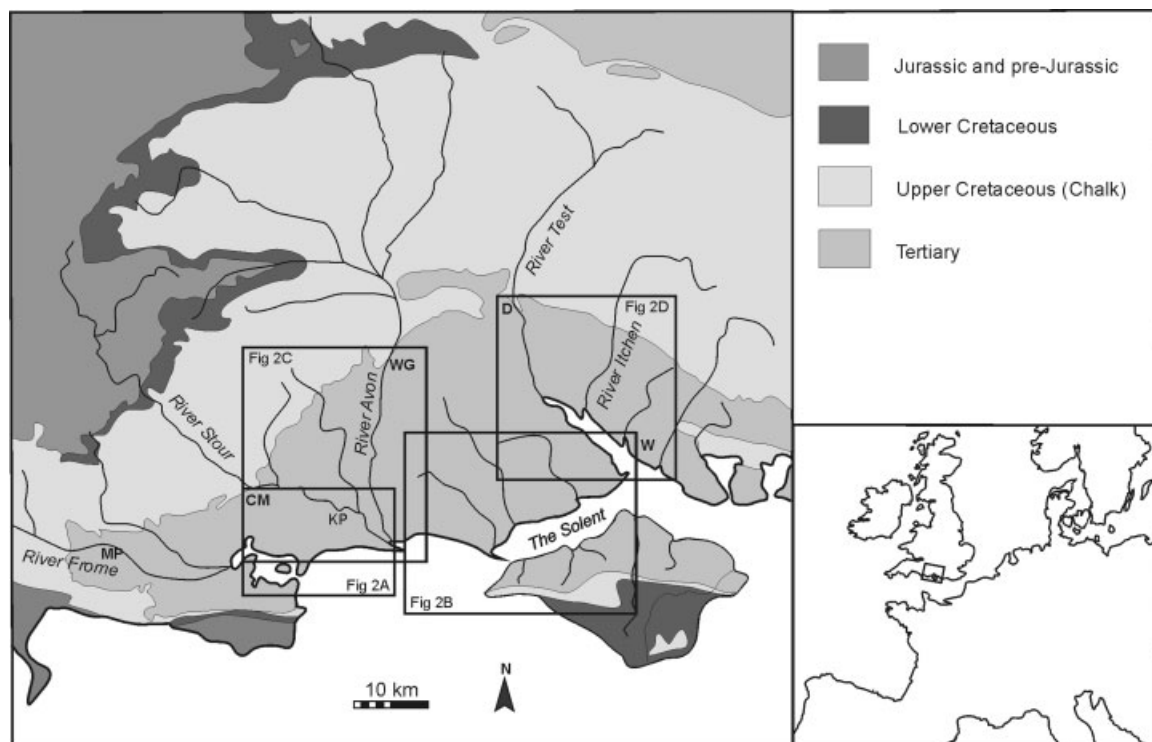 Jurassic and pre-Jurassic
Lower Cretaceous
Upper Cretaceous (Chalk)
Tertiary
River Test
D
Fig 2D
River Itchen
Fig 2C
WG
River Avon
River Stour
W
CM
KP
The Solent
MP
River Frome
Fig 2A
Fig 2B
N
10 km